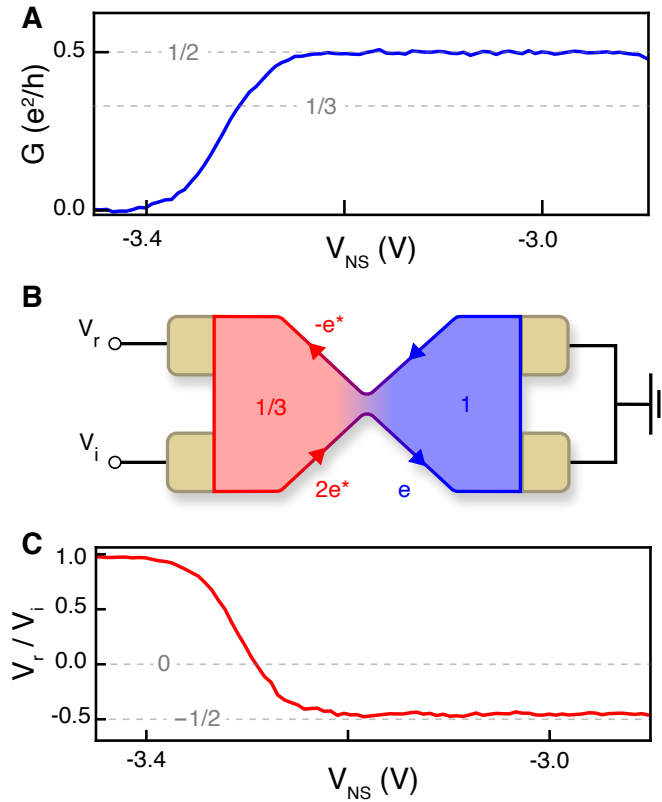 A
G (e²/h)
0.5
0.0
1/2
1/3
-3.4
-3.0
V_NS (V)
B
V_r
V_i
-e*
1/3
1
2e*
e
C
V_r / V_i
1.0
0.5
0.0
-0.5
0
−1/2
-3.4
-3.0
V_NS (V)